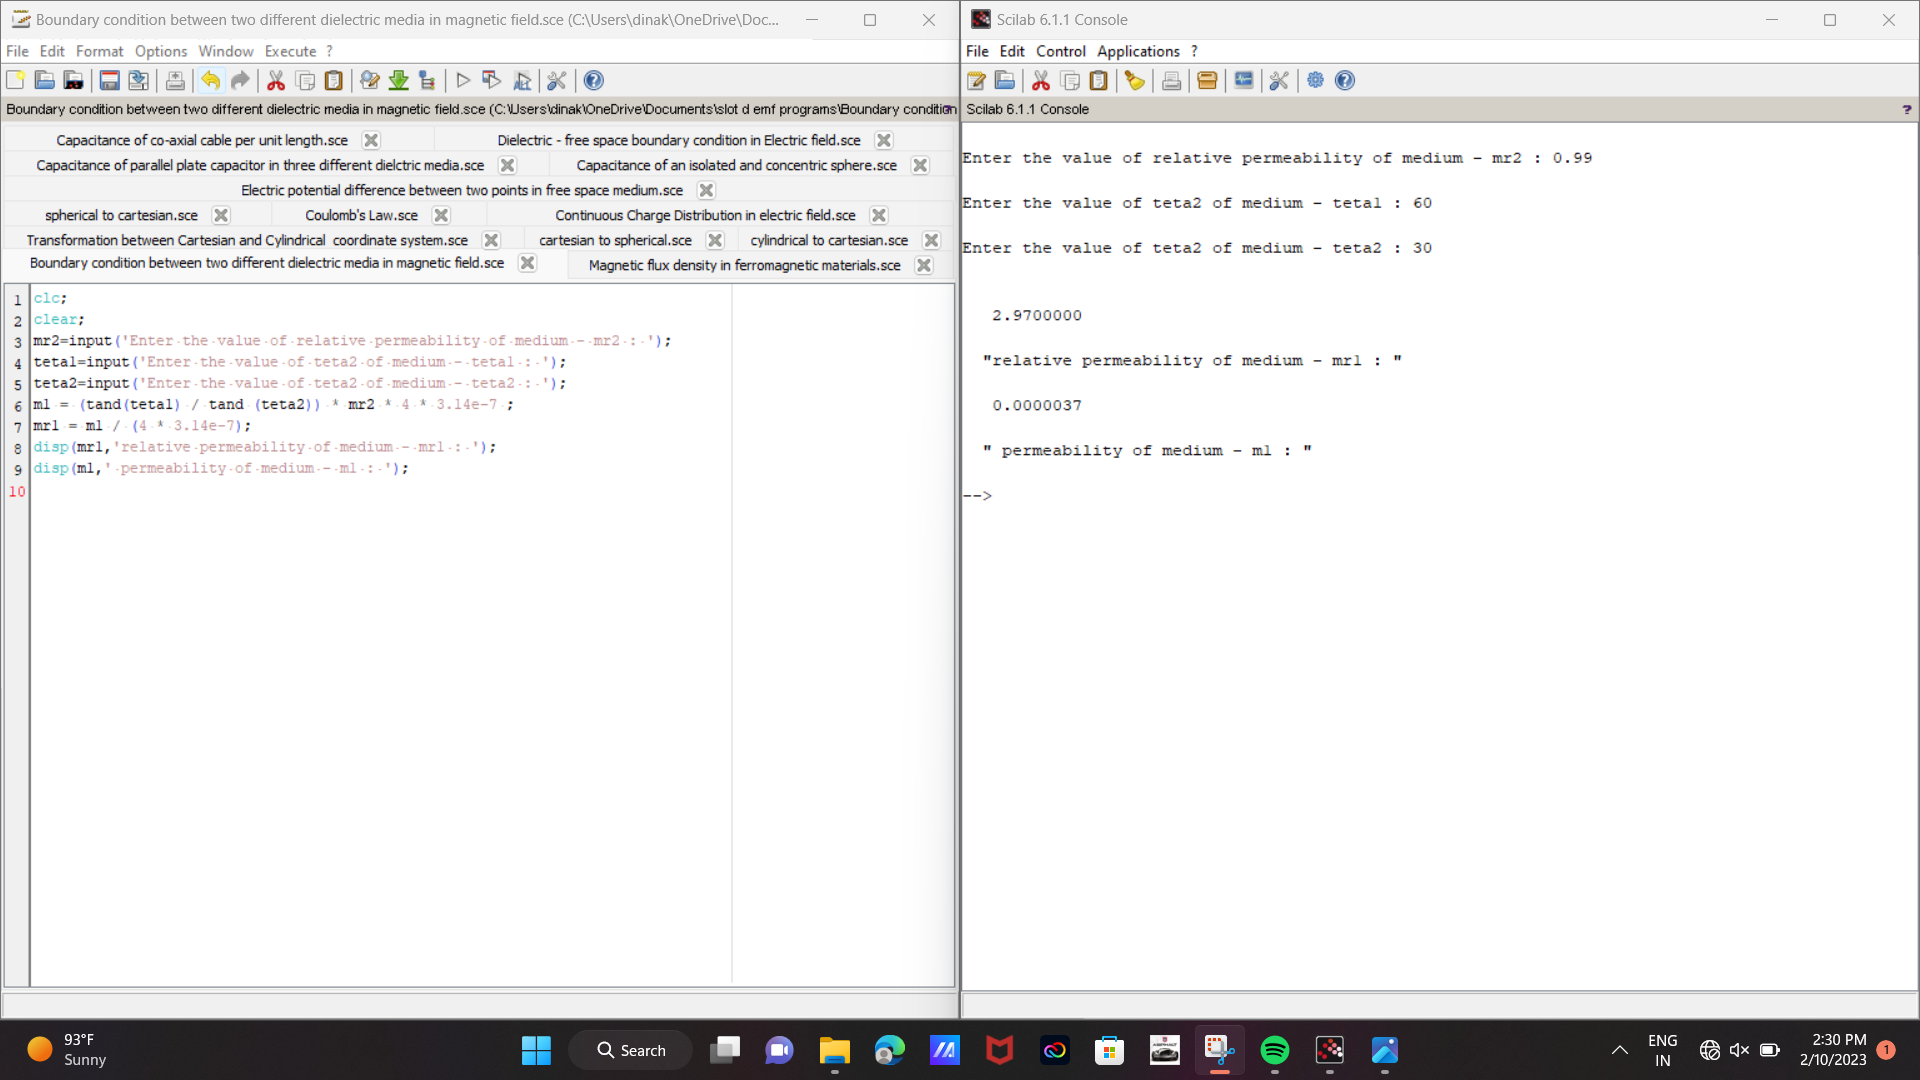 Boundary condition between two different dielectric media in magnetic field.sce (C:\Users\dinak\OneDrive\Doc...
File Edit Format Options Window Execute ?
Boundary condition between two different dielectric media in magnetic field.sce (C:\Users\dinak\OneDrive\Documents\slot d emf programs\Boundary condition
Capacitance of co-axial cable per unit length.sce
Dielectric - free space boundary condition in Electric field.sce
Capacitance of parallel plate capacitor in three different dielctric media.sce
Capacitance of an isolated and concentric sphere.sce
Electric potential difference between two points in free space medium.sce
spherical to cartesian.sce
Coulomb's Law.sce
Continuous Charge Distribution in electric field.sce
Transformation between Cartesian and Cylindrical coordinate system.sce
cartesian to spherical.sce
cylindrical to cartesian.sce
Boundary condition between two different dielectric media in magnetic field.sce
Magnetic flux density in ferromagnetic materials.sce
1 clc;
2 clear;
3 mr2=input('Enter the value of relative permeability of medium - mr2 : ');
4 teta1=input('Enter the value of teta2 of medium - teta1 : ');
5 teta2=input('Enter the value of teta2 of medium - teta2 : ');
6 m1 = (tand(teta1) / tand (teta2)) * mr2 * 4 * 3.14e-7 ;
7 mr1 = m1 / (4 * 3.14e-7);
8 disp(mr1,'relative permeability of medium - mr1 : ');
9 disp(m1,' permeability of medium - m1 : ');
10
Scilab 6.1.1 Console
File Edit Control Applications ?
Scilab 6.1.1 Console ?
Enter the value of relative permeability of medium - mr2 : 0.99
Enter the value of teta2 of medium - teta1 : 60
Enter the value of teta2 of medium - teta2 : 30
2.9700000
"relative permeability of medium - mr1 : "
0.0000037
" permeability of medium - m1 : "
-->
93°F
Sunny
Search
ENG
IN
2:30 PM
2/10/2023
1